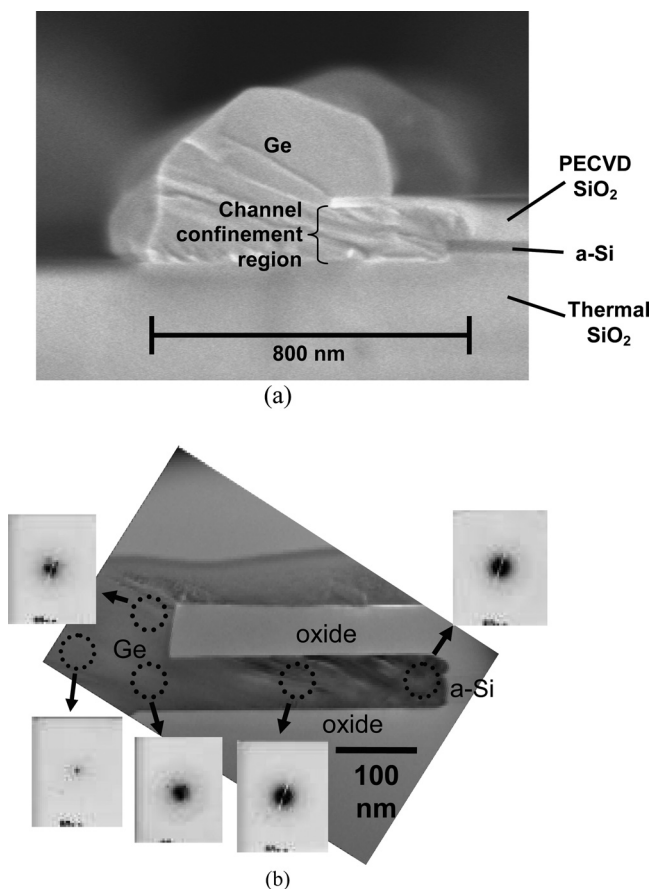 Ge
Channel
confinement
region
PECVD
SiO₂
a-Si
Thermal
SiO₂
800 nm
(a)
oxide
Ge
a-Si
oxide
100
nm
(b)